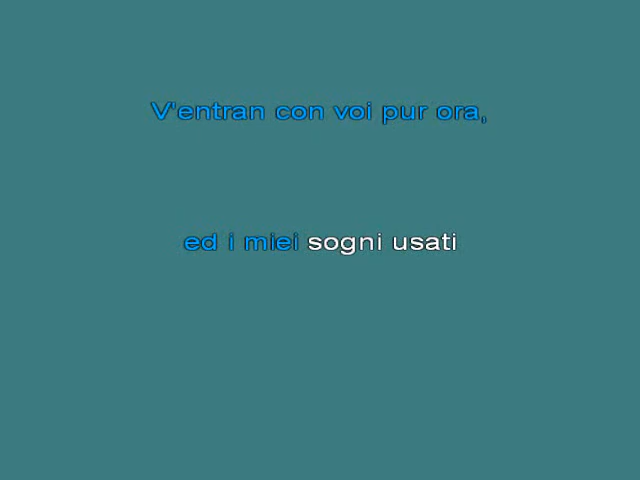 V'entran con voi pur ora,
ed i miei sogni usati